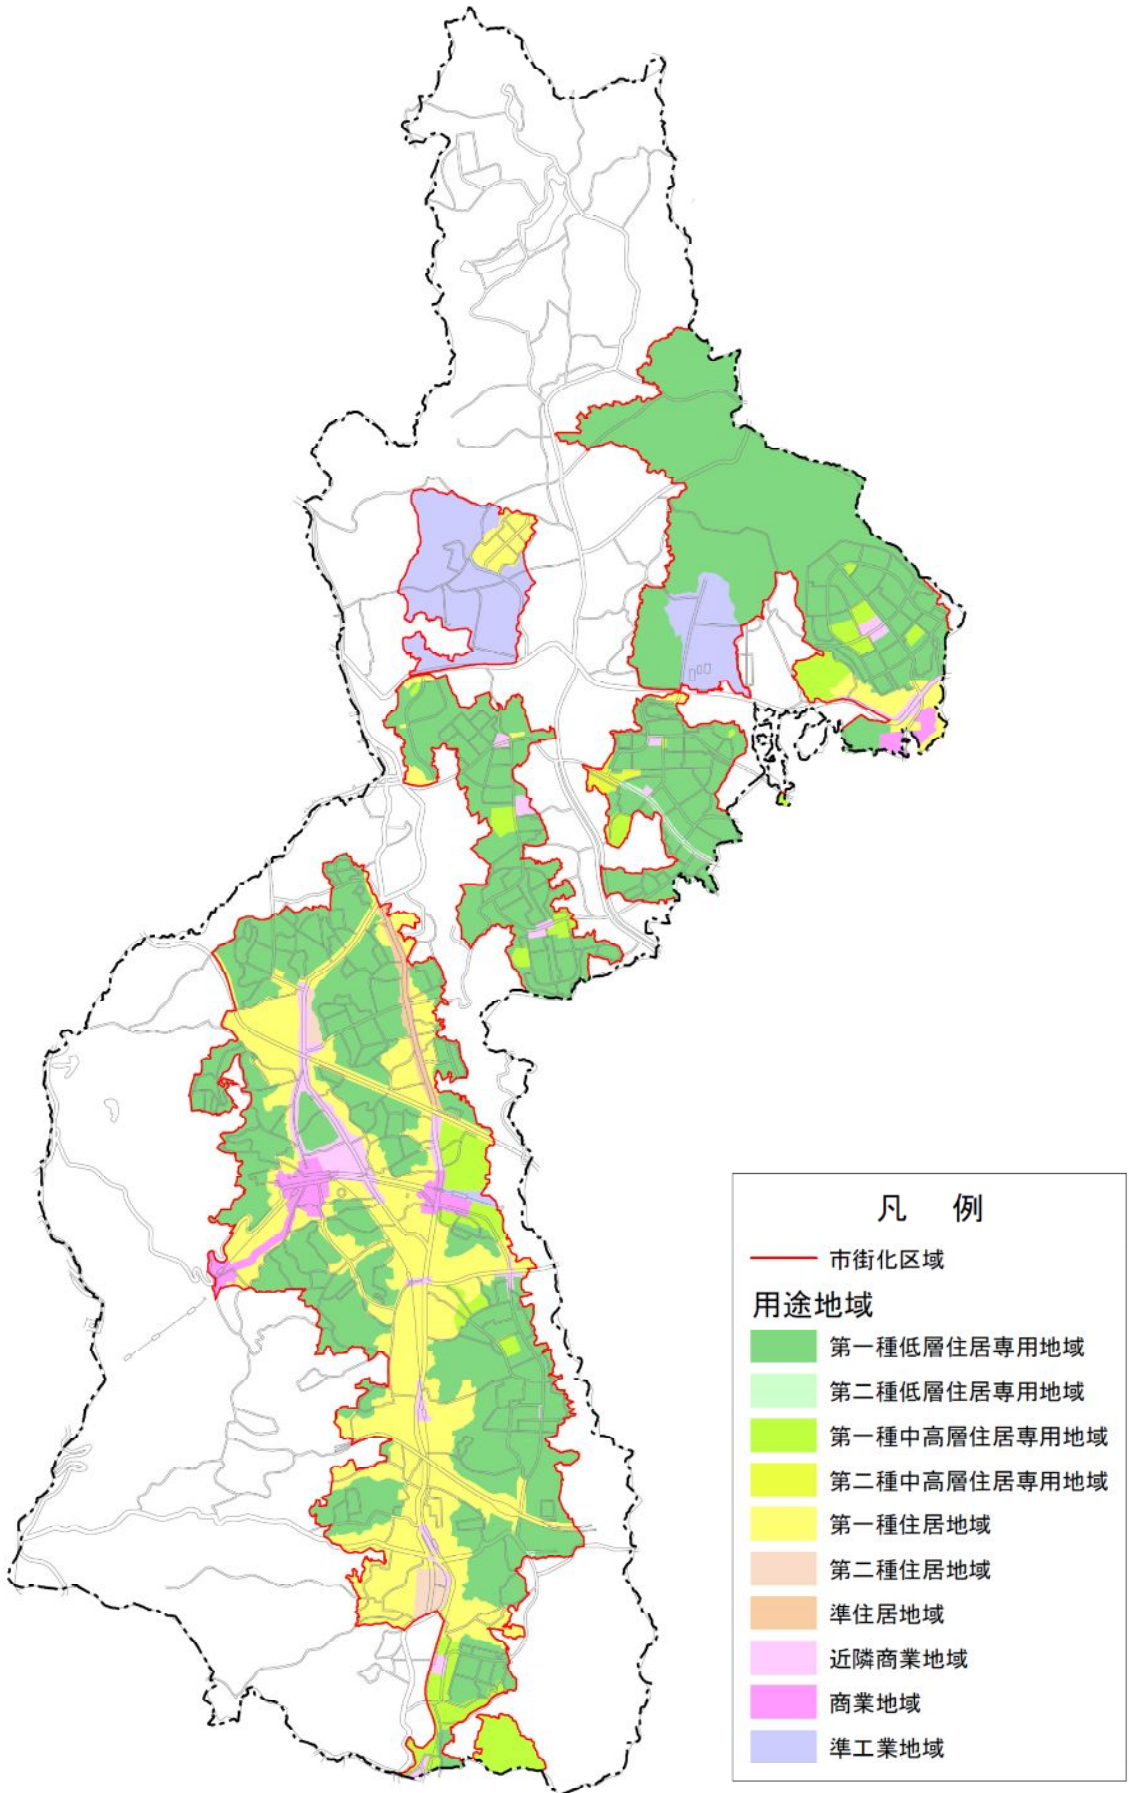 凡 例
市街化区域
用途地域
第一種低層住居専用地域
第二種低層住居専用地域
第一種中高層住居専用地域
第二種中高層住居専用地域
第一種住居地域
第二種住居地域
準住居地域
近隣商業地域
商業地域
準工業地域